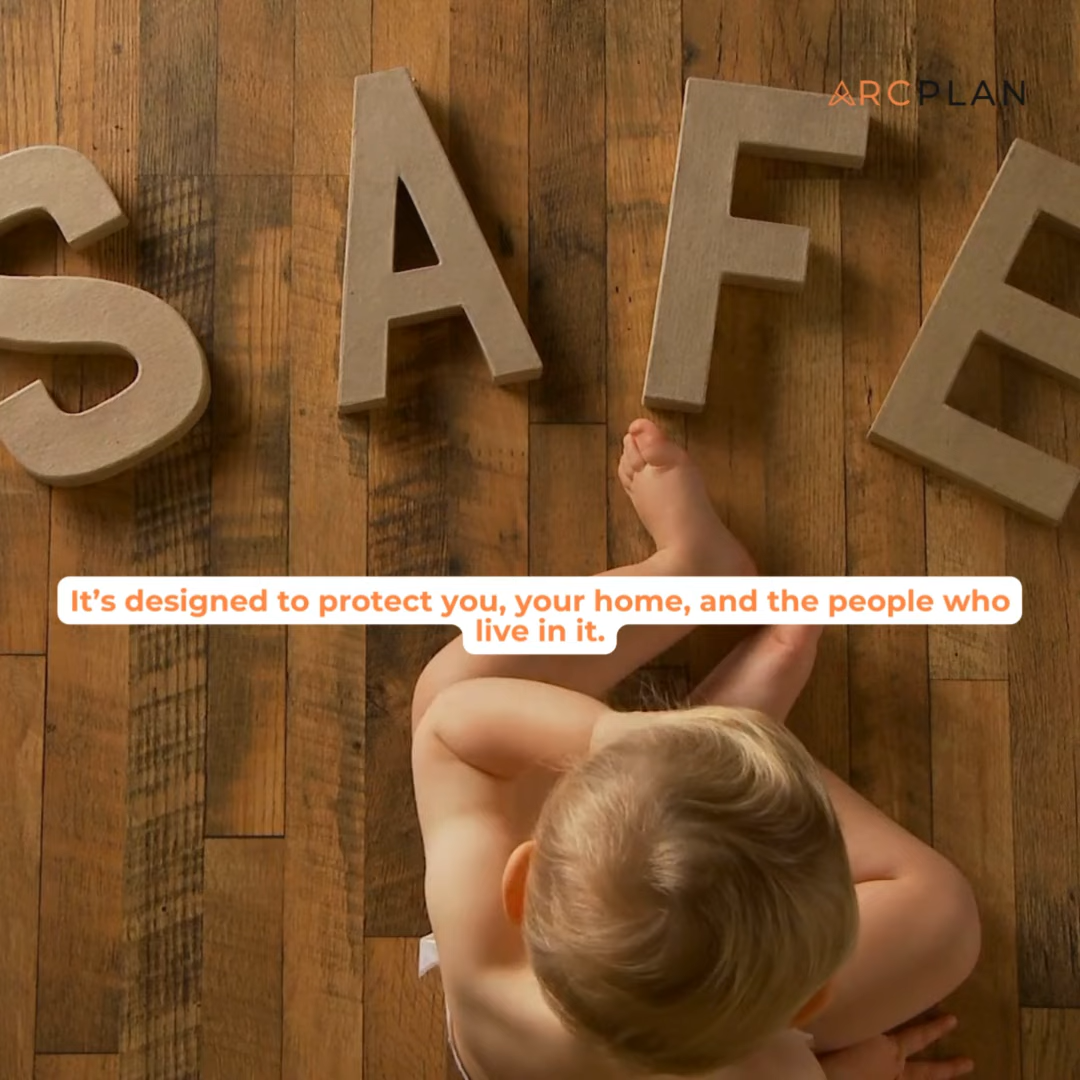 ARCPLAN
SAFE
It's designed to protect you, your home, and the people who
live in it.